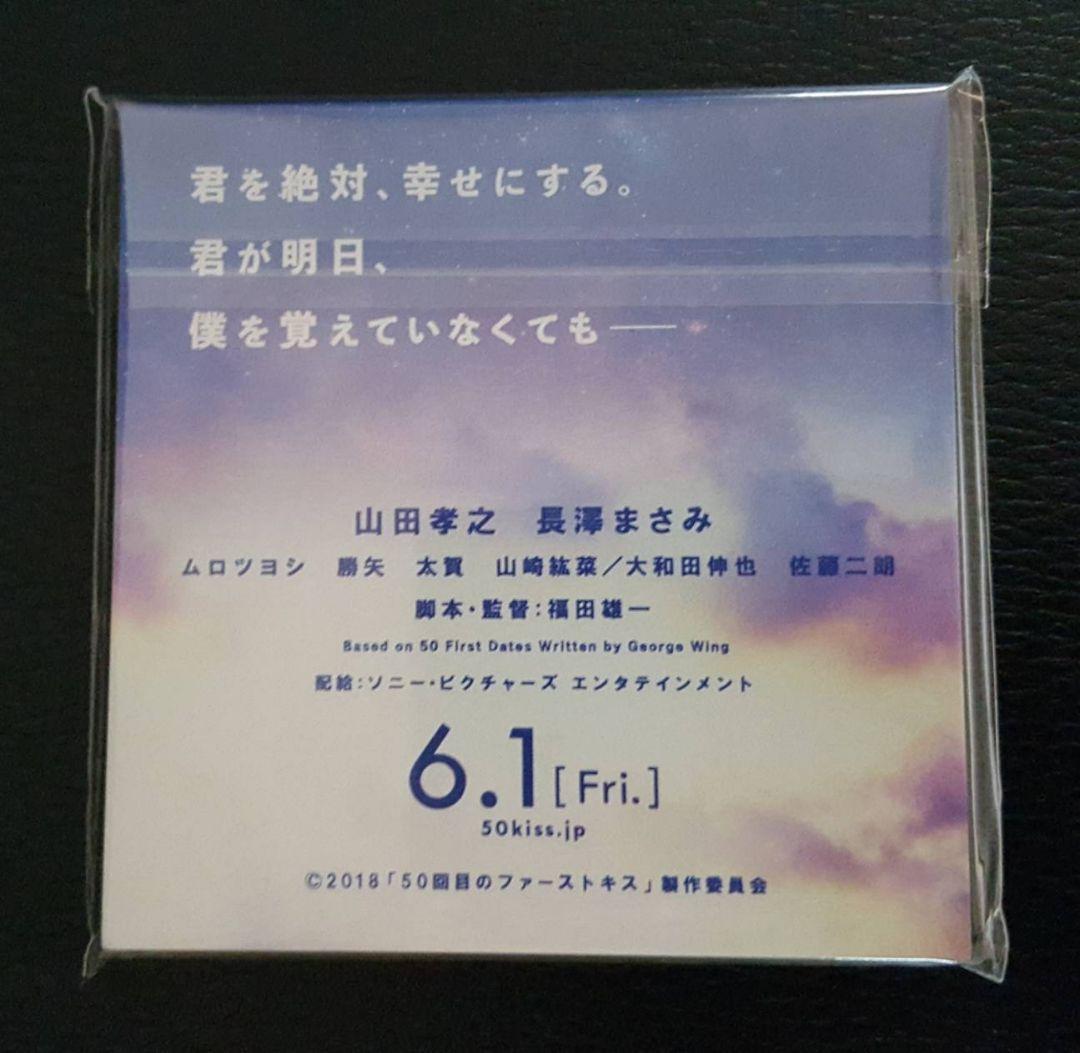 君を絶対、幸せにする。
君が明日、
僕を覚えていなくても──
山田孝之　長澤まさみ
ムロツヨシ　勝矢　太賀　山崎紘菜／大和田伸也　佐藤二朗
脚本・監督：福田雄一
Based on 50 First Dates Written by George Wing
配給：ソニー・ピクチャーズ エンタテインメント
6.1[Fri.]
50kiss.jp
©2018「50回目のファーストキス」製作委員会